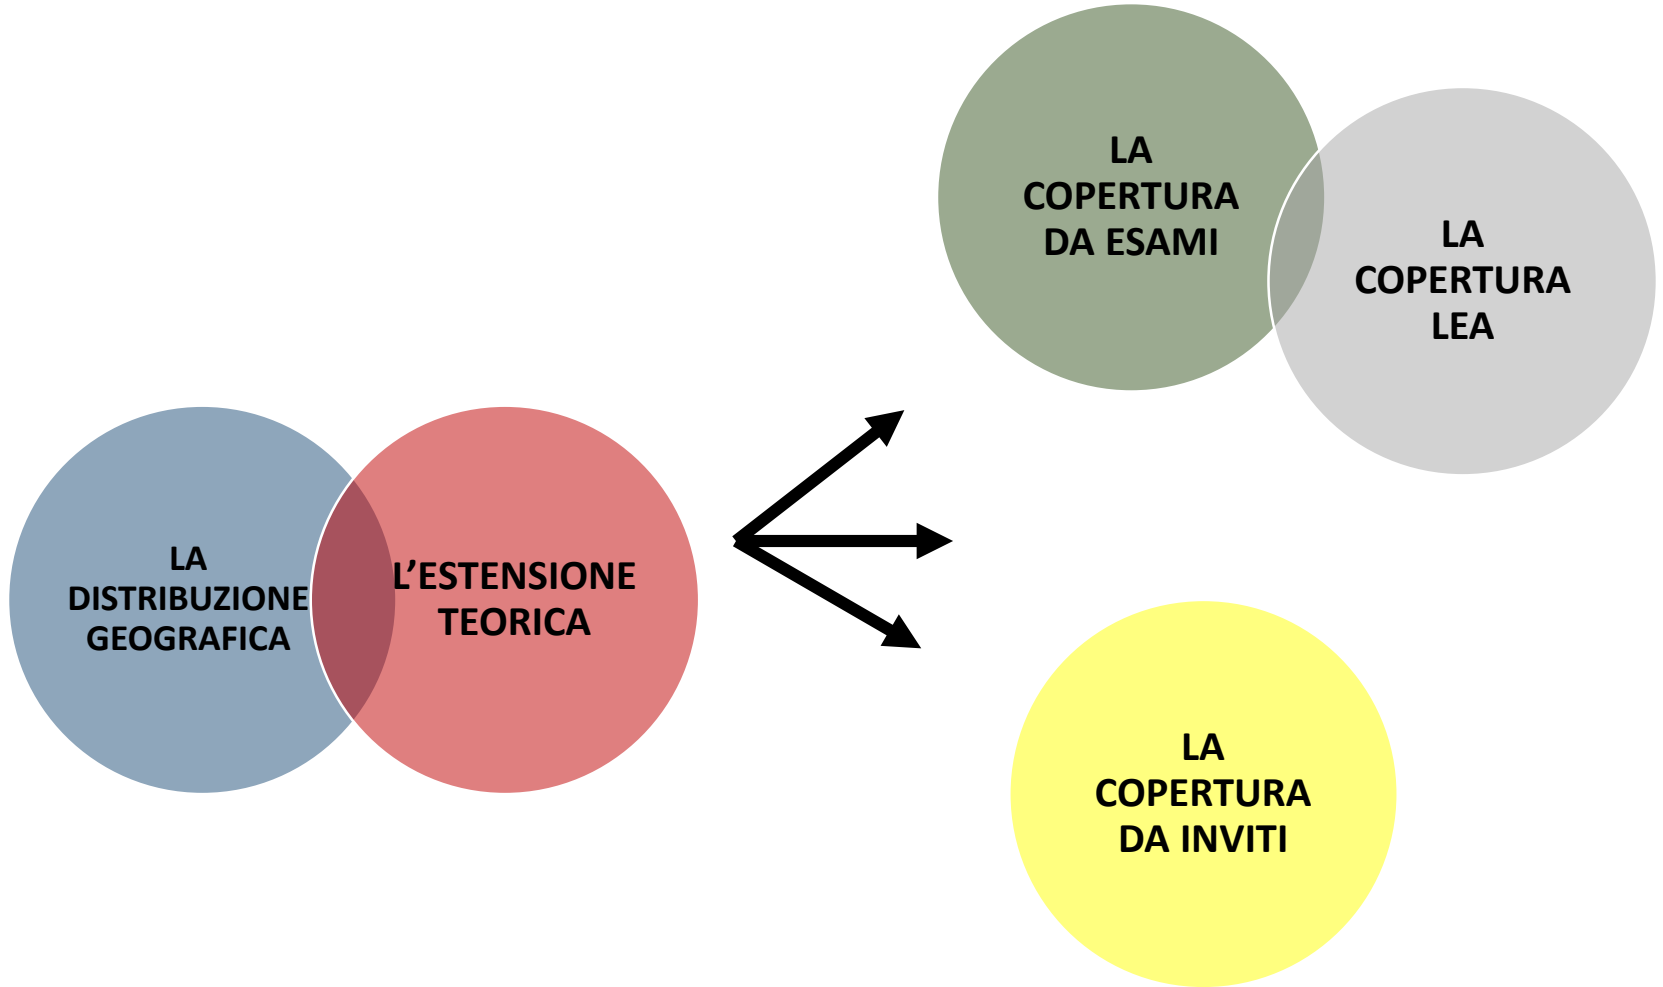 LA
DISTRIBUZIONE
GEOGRAFICA
L’ESTENSIONE
TEORICA
LA
COPERTURA
DA ESAMI
LA
COPERTURA
LEA
LA
COPERTURA
DA INVITI